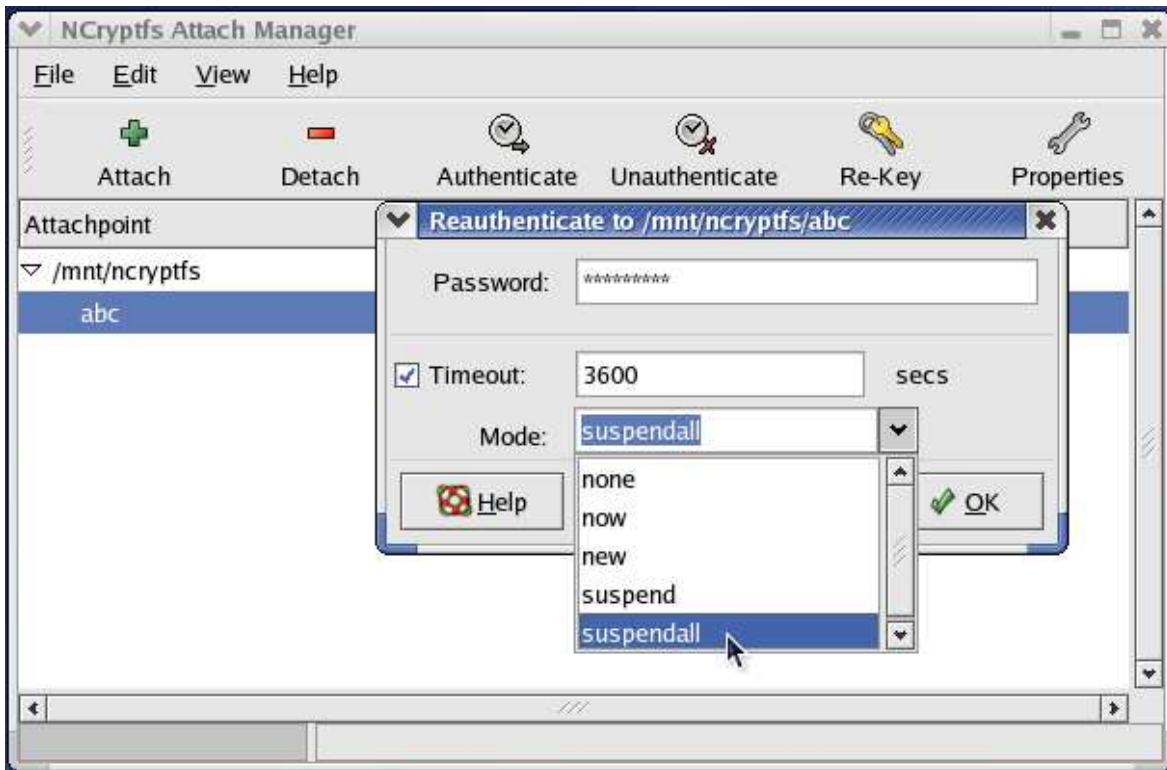 NCryptfs Attach Manager
File Edit View Help
Attach Detach Authenticate Unauthenticate Re-Key Properties
Attachpoint
/mnt/ncryptfs
abc
Reauthenticate to /mnt/ncryptfs/abc
Password: *********
Timeout: 3600 secs
Mode: suspendall
none
now
new
suspend
suspendall
Help OK